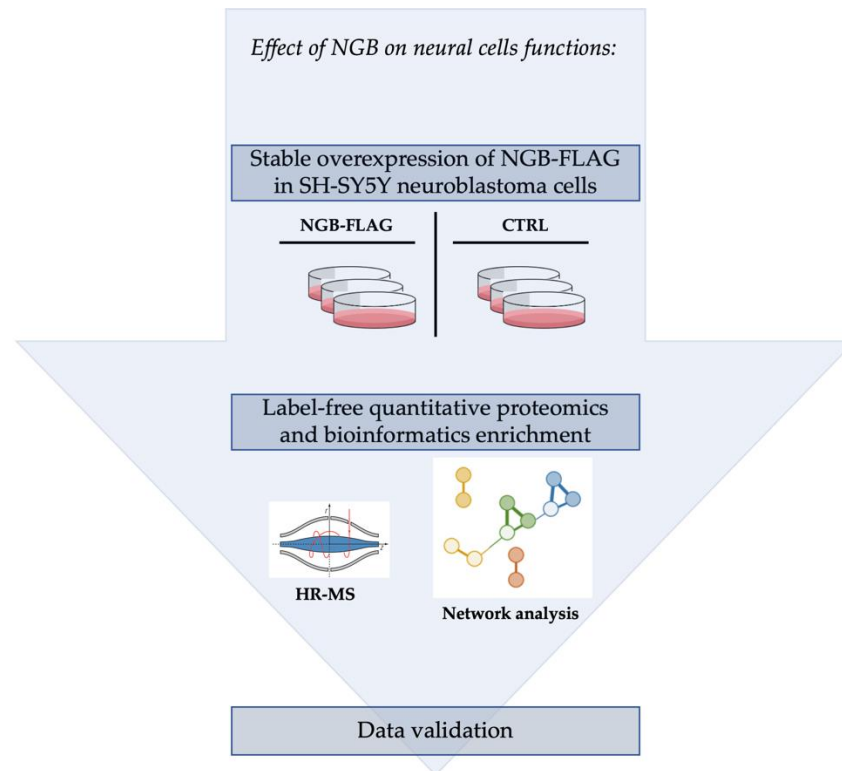 Effect of NGB on neural cells functions:
Stable overexpression of NGB-FLAG
in SH-SY5Y neuroblastoma cells
NGB-FLAG
CTRL
Label-free quantitative proteomics
and bioinformatics enrichment
r
z
HR-MS
Network analysis
Data validation